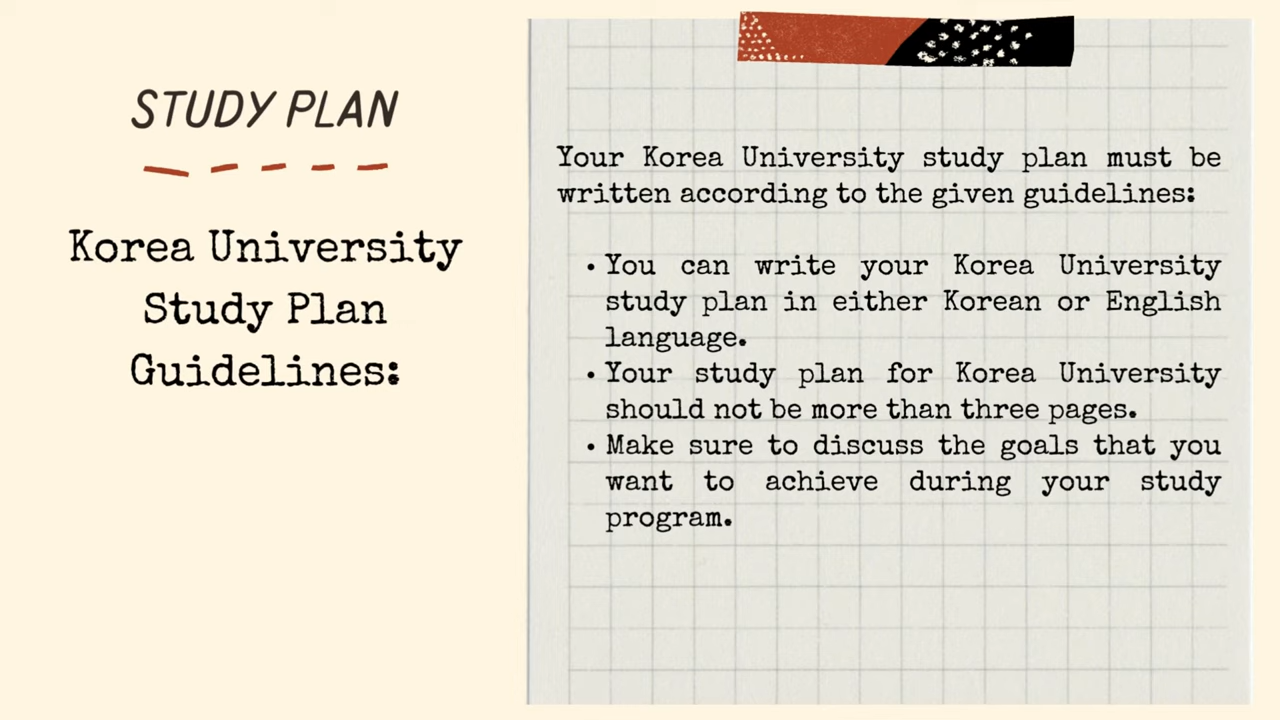 STUDY PLAN
Korea University
Study Plan
Guidelines:
Your Korea University study plan must be
written according to the given guidelines:
• You can write your Korea University
study plan in either Korean or English
language.
• Your study plan for Korea University
should not be more than three pages.
• Make sure to discuss the goals that you
want to achieve during your study
program.